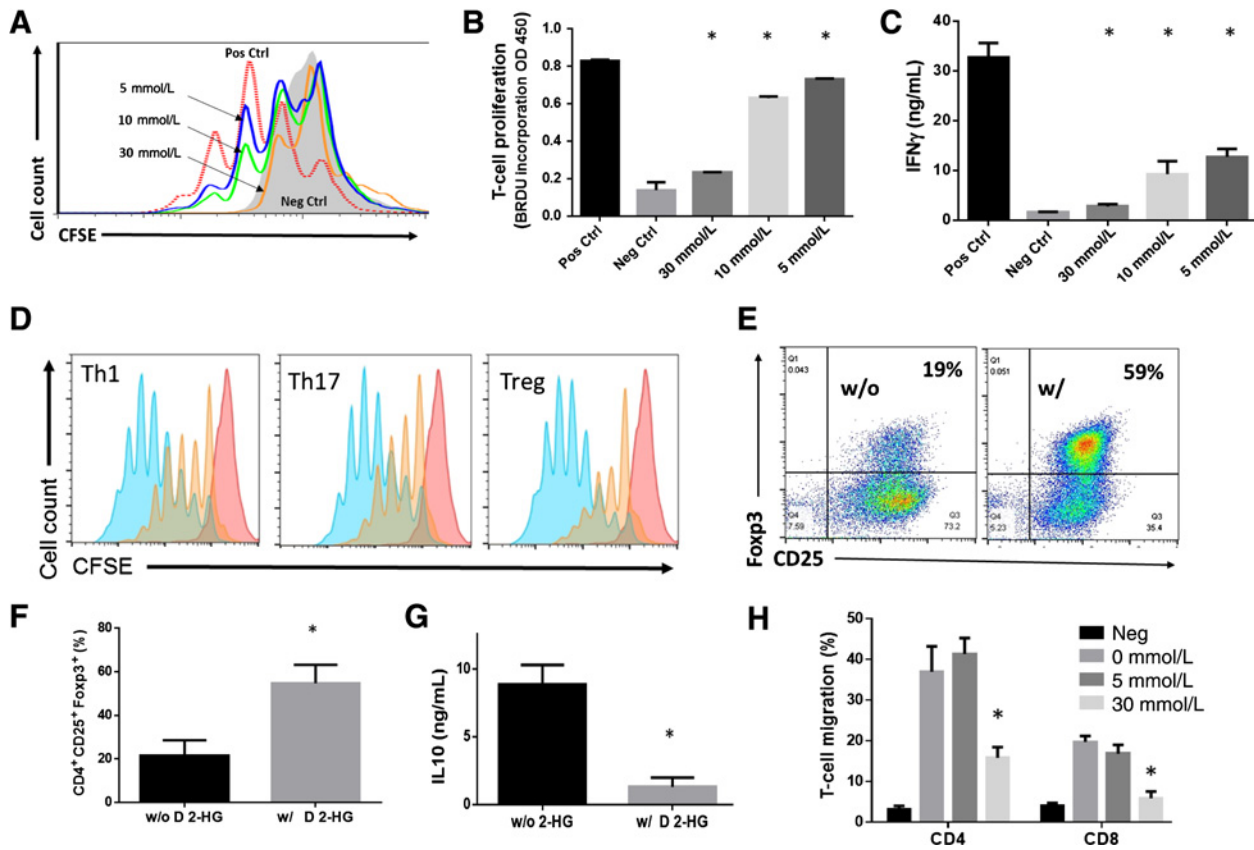 A
Cell count
Pos Ctrl
5 mmol/L
10 mmol/L
30 mmol/L
Neg Ctrl
CFSE
B
T-cell proliferation
(BRDU incorporation OD 450)
1.0
0.8
0.6
0.4
0.2
0.0
*
*
*
Pos Ctrl
Neg Ctrl
30 mmol/L
10 mmol/L
5 mmol/L
C
IFNγ (ng/mL)
40
30
20
10
0
*
*
*
Pos Ctrl
Neg Ctrl
30 mmol/L
10 mmol/L
5 mmol/L
D
Cell count
Th1
Th17
Treg
CFSE
E
Foxp3
Q1
0.043
w/o
19%
Q4
7.59
Q3
73.2
Q1
0.051
w/
59%
Q4
5.23
Q3
35.4
CD25
F
CD4+ CD25+ Foxp3+ (%)
80
60
40
20
0
*
w/o D 2-HG
w/ D 2-HG
G
IL10 (ng/mL)
10
5
0
*
w/o 2-HG
w/ D 2-HG
H
T-cell migration (%)
50
40
30
20
10
0
Neg
0 mmol/L
5 mmol/L
30 mmol/L
*
*
CD4
CD8